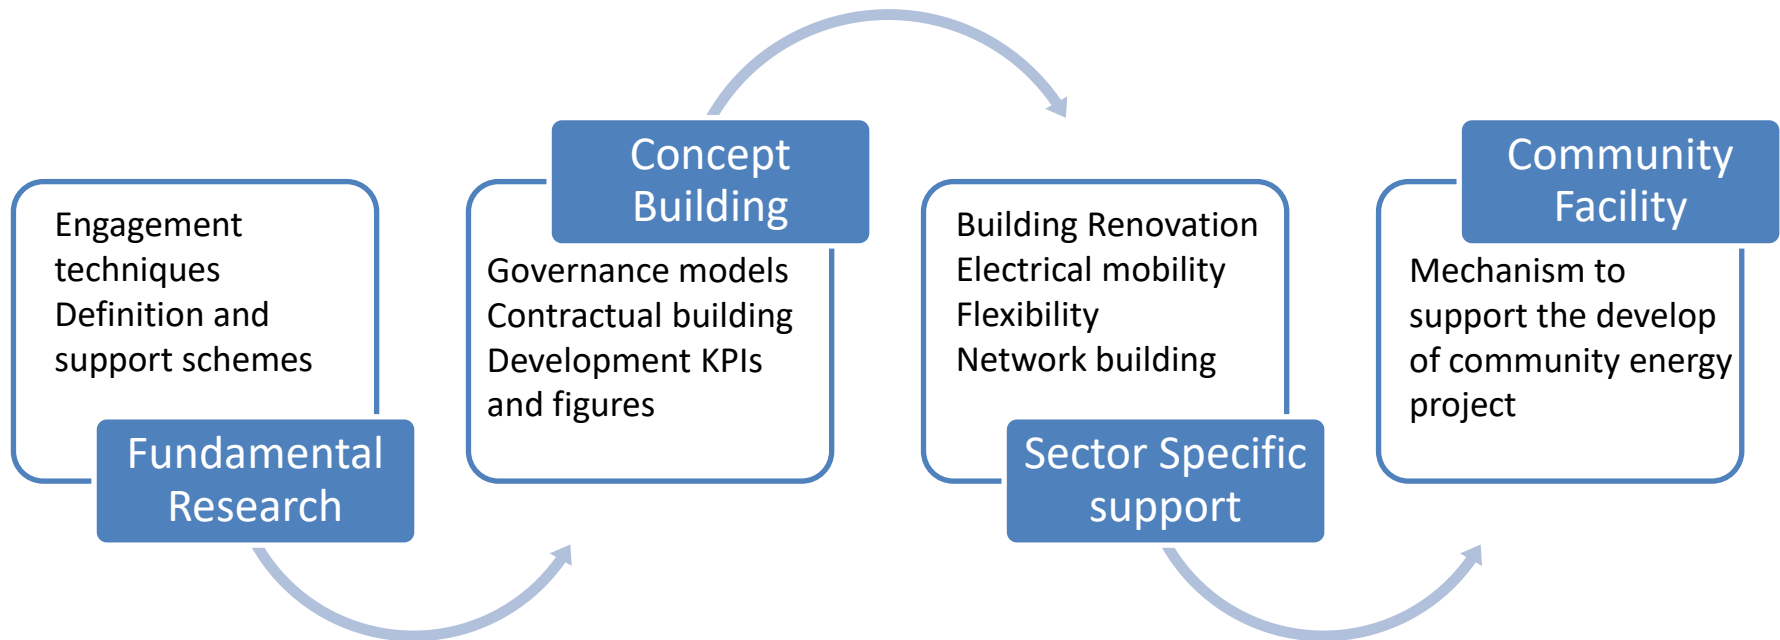 Engagement
techniques
Definition and
support schemes
Fundamental
Research
Concept
Building
Governance models
Contractual building
Development KPIs
and figures
Building Renovation
Electrical mobility
Flexibility
Network building
Sector Specific
support
Community
Facility
Mechanism to
support the develop
of community energy
project